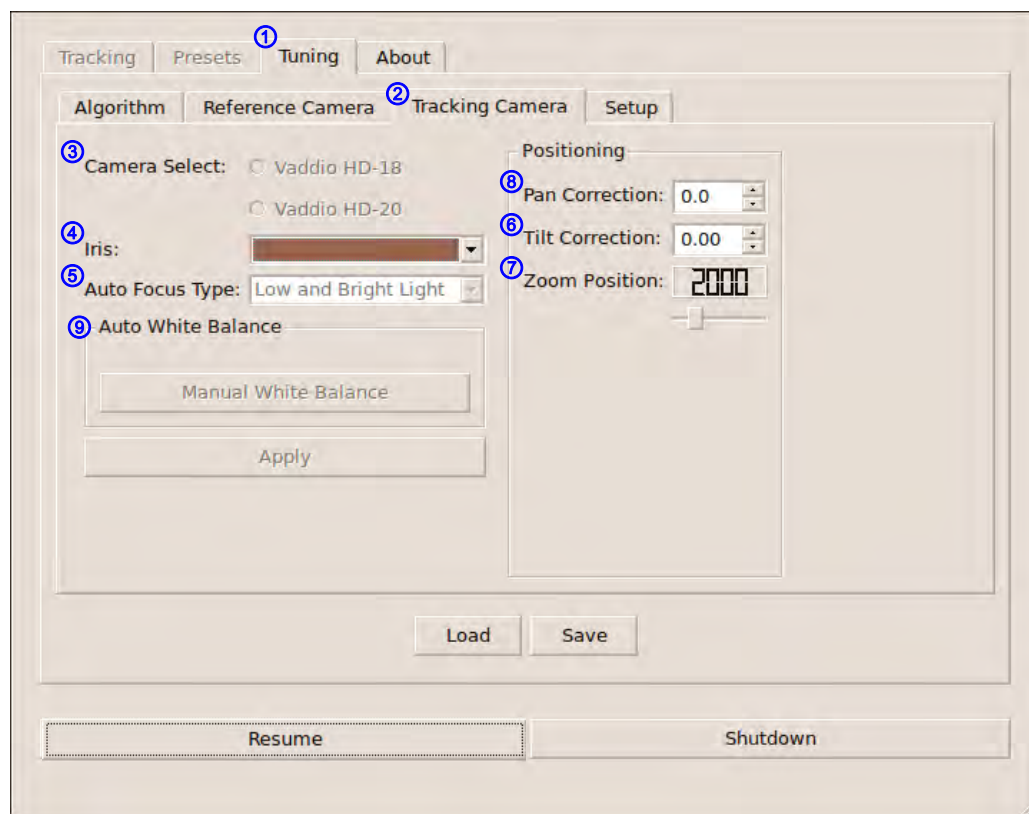 ①
Tracking Presets Tuning About
②
Algorithm Reference Camera Tracking Camera Setup
③
Camera Select: Vaddio HD-18
Vaddio HD-20
④
Iris:
⑤
Auto Focus Type: Low and Bright Light
⑨ Auto White Balance
Manual White Balance
Apply
Positioning
⑧
Pan Correction: 0.0
⑥
Tilt Correction: 0.00
⑦
Zoom Position: 2000
Load Save
Resume Shutdown